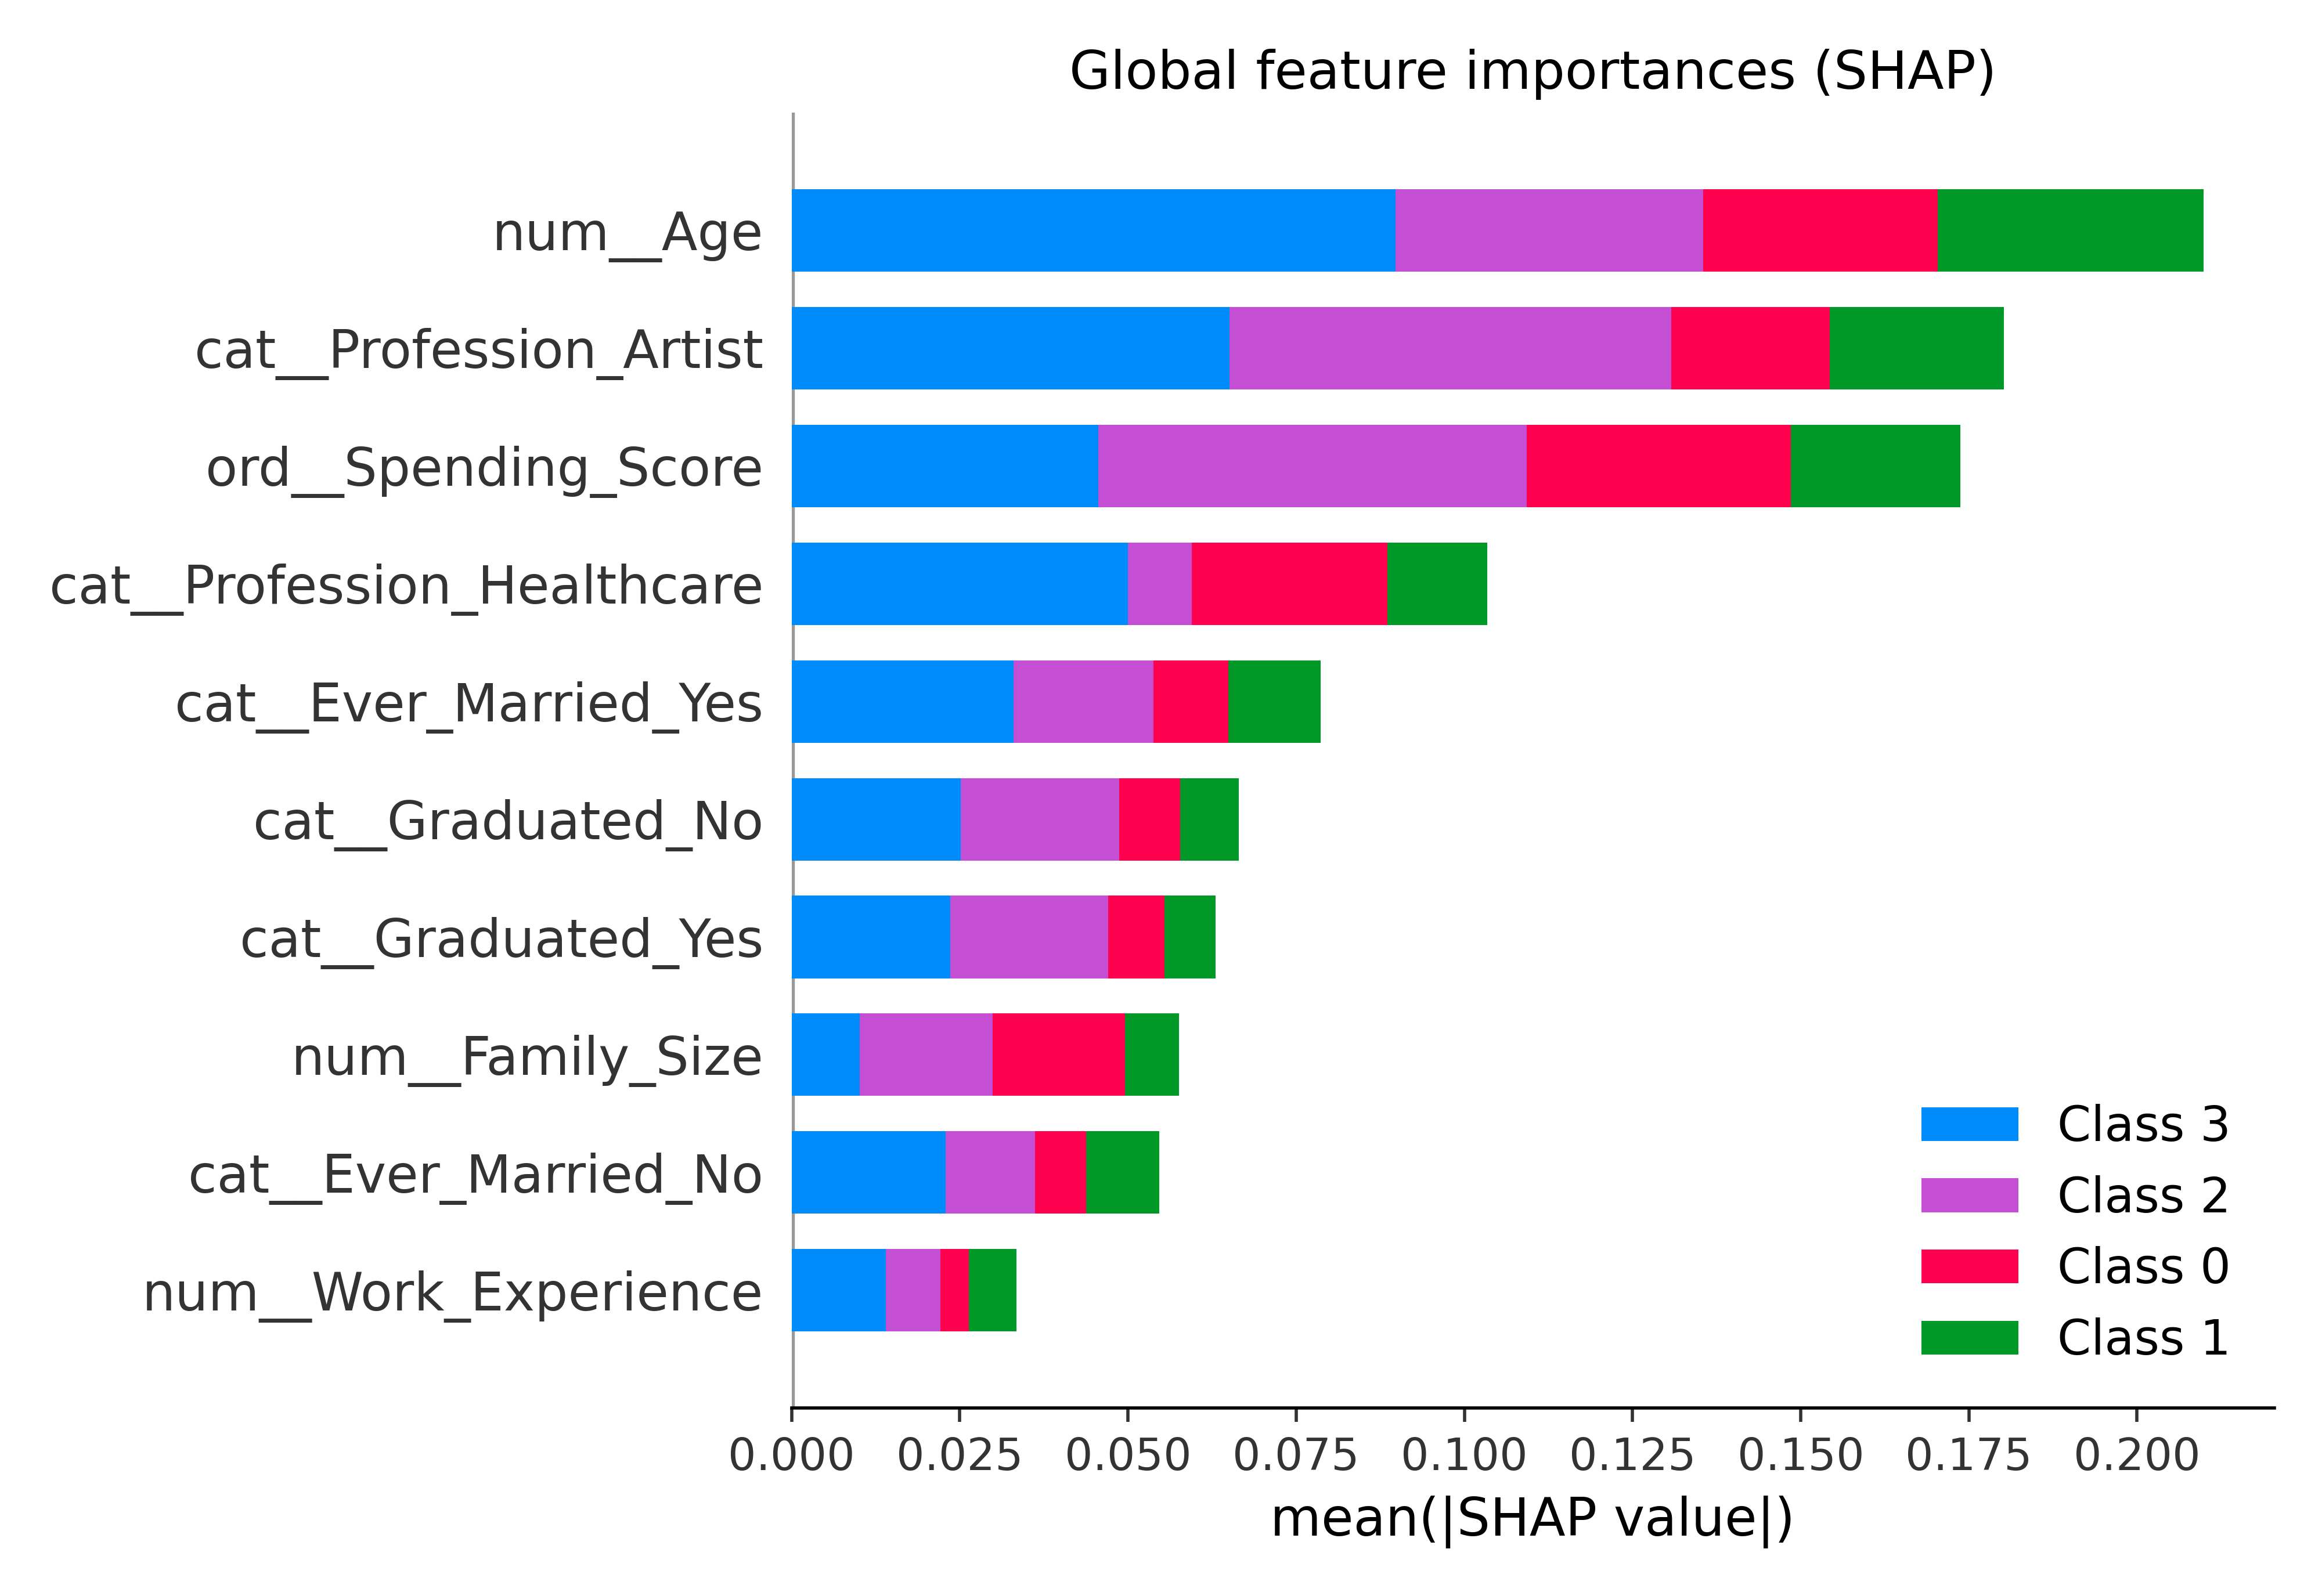 Global feature importances (SHAP)
num__Age
cat__Profession_Artist
ord__Spending_Score
cat__Profession_Healthcare
cat__Ever_Married_Yes
cat__Graduated_No
cat__Graduated_Yes
num__Family_Size
cat__Ever_Married_No
num__Work_Experience
Class 3
Class 2
Class 0
Class 1
0.000 0.025 0.050 0.075 0.100 0.125 0.150 0.175 0.200
mean(|SHAP value|)